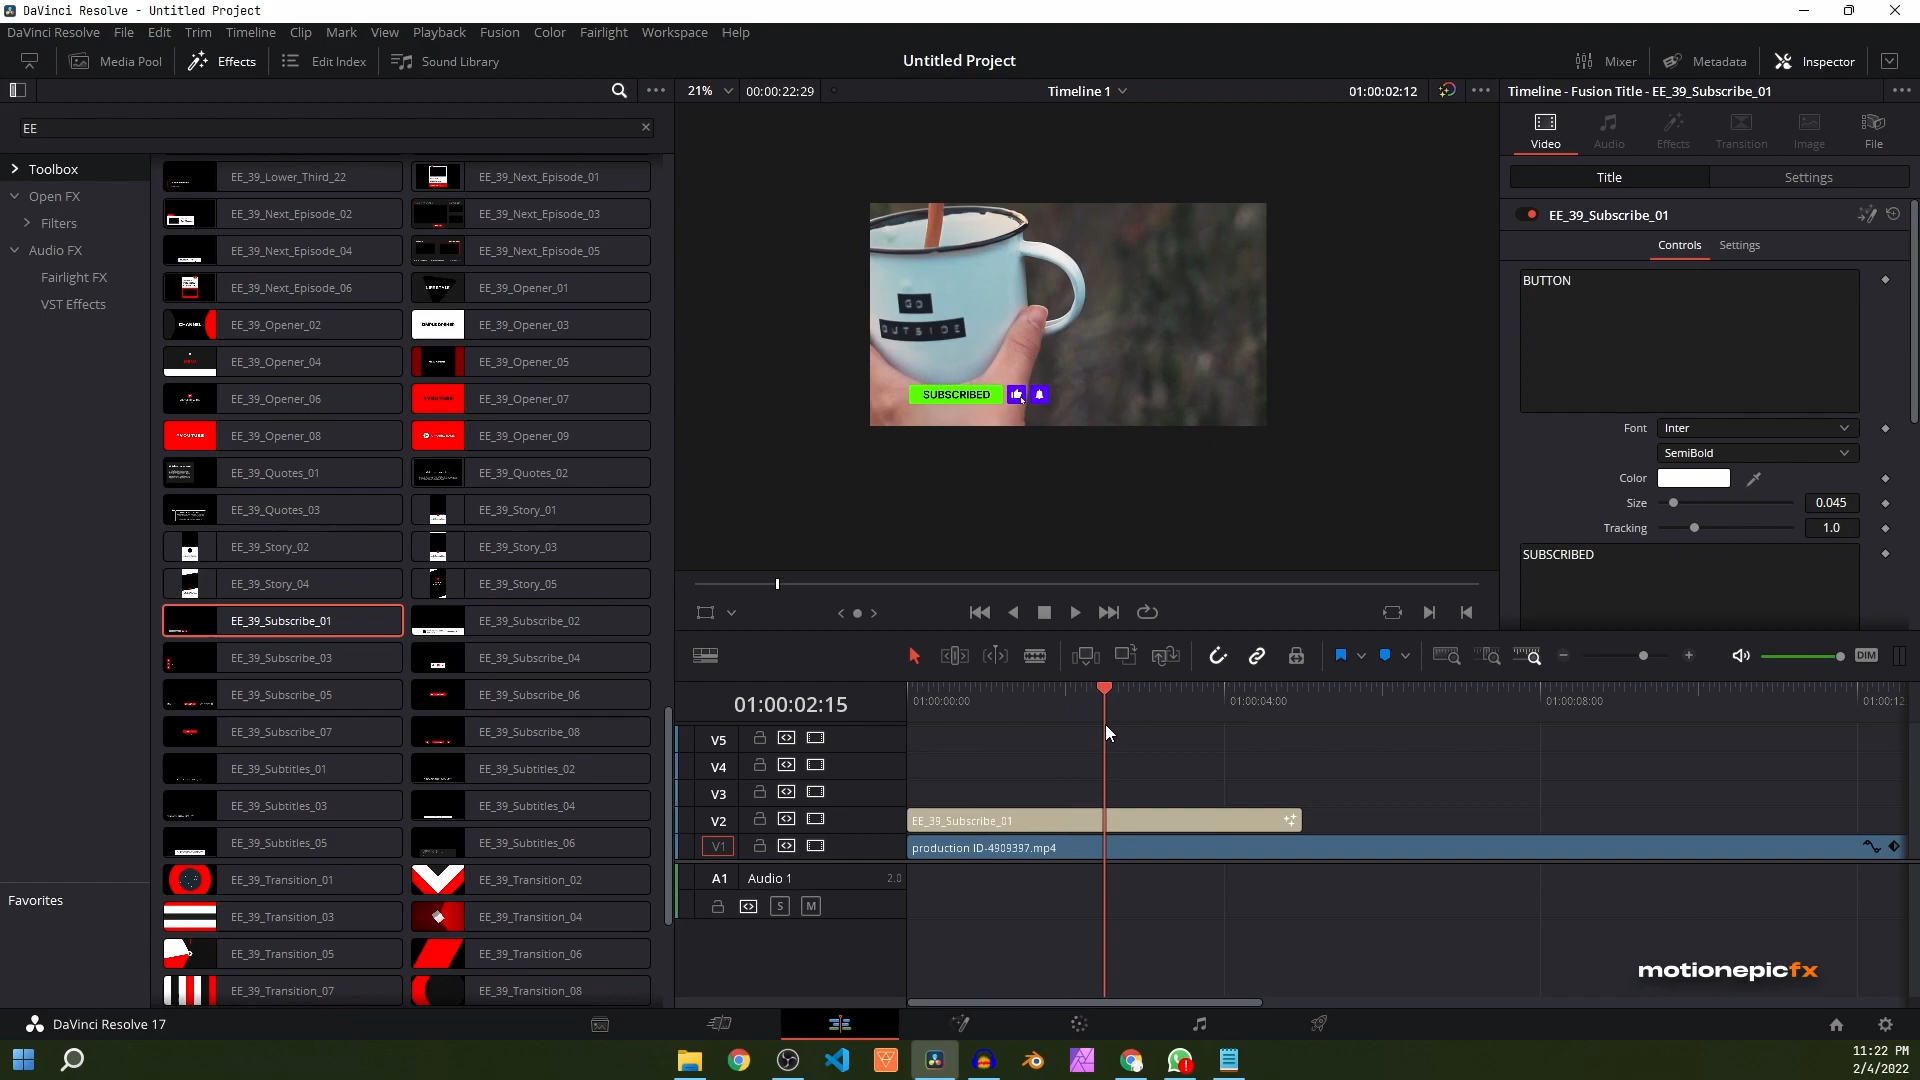 DaVinci Resolve - Untitled Project
DaVinci Resolve File Edit Trim Timeline Clip Mark View Playback Fusion Color Fairlight Workspace Help
Media Pool Effects Edit Index Sound Library Untitled Project Mixer Metadata Inspector
21% 00:00:22:29 Timeline 1 01:00:02:12 Timeline - Fusion Title - EE_39_Subscribe_01
EE
Video Audio Effects Transition Image File
Toolbox
Open FX
Filters
Audio FX
Fairlight FX
VST Effects
Favorites
EE_39_Lower_Third_22 EE_39_Next_Episode_01
EE_39_Next_Episode_02 EE_39_Next_Episode_03
EE_39_Next_Episode_04 EE_39_Next_Episode_05
EE_39_Next_Episode_06 EE_39_Opener_01
EE_39_Opener_02 EE_39_Opener_03
EE_39_Opener_04 EE_39_Opener_05
EE_39_Opener_06 EE_39_Opener_07
EE_39_Opener_08 EE_39_Opener_09
EE_39_Quotes_01 EE_39_Quotes_02
EE_39_Quotes_03 EE_39_Story_01
EE_39_Story_02 EE_39_Story_03
EE_39_Story_04 EE_39_Story_05
EE_39_Subscribe_01 EE_39_Subscribe_02
EE_39_Subscribe_03 EE_39_Subscribe_04
EE_39_Subscribe_05 EE_39_Subscribe_06
EE_39_Subscribe_07 EE_39_Subscribe_08
EE_39_Subtitles_01 EE_39_Subtitles_02
EE_39_Subtitles_03 EE_39_Subtitles_04
EE_39_Subtitles_05 EE_39_Subtitles_06
EE_39_Transition_01 EE_39_Transition_02
EE_39_Transition_03 EE_39_Transition_04
EE_39_Transition_05 EE_39_Transition_06
EE_39_Transition_07 EE_39_Transition_08
GO
OUTSIDE
SUBSCRIBED
Title Settings
EE_39_Subscribe_01
Controls Settings
BUTTON
Font Inter
SemiBold
Color
Size 0.045
Tracking 1.0
SUBSCRIBED
DIM
01:00:02:15 01:00:00:00 01:00:04:00 01:00:08:00 01:00:12
V5
V4
V3
V2 EE_39_Subscribe_01
V1 production ID-4909397.mp4
A1 Audio 1 2.0
S M
motionepicfx
DaVinci Resolve 17
11:22 PM
2/4/2022